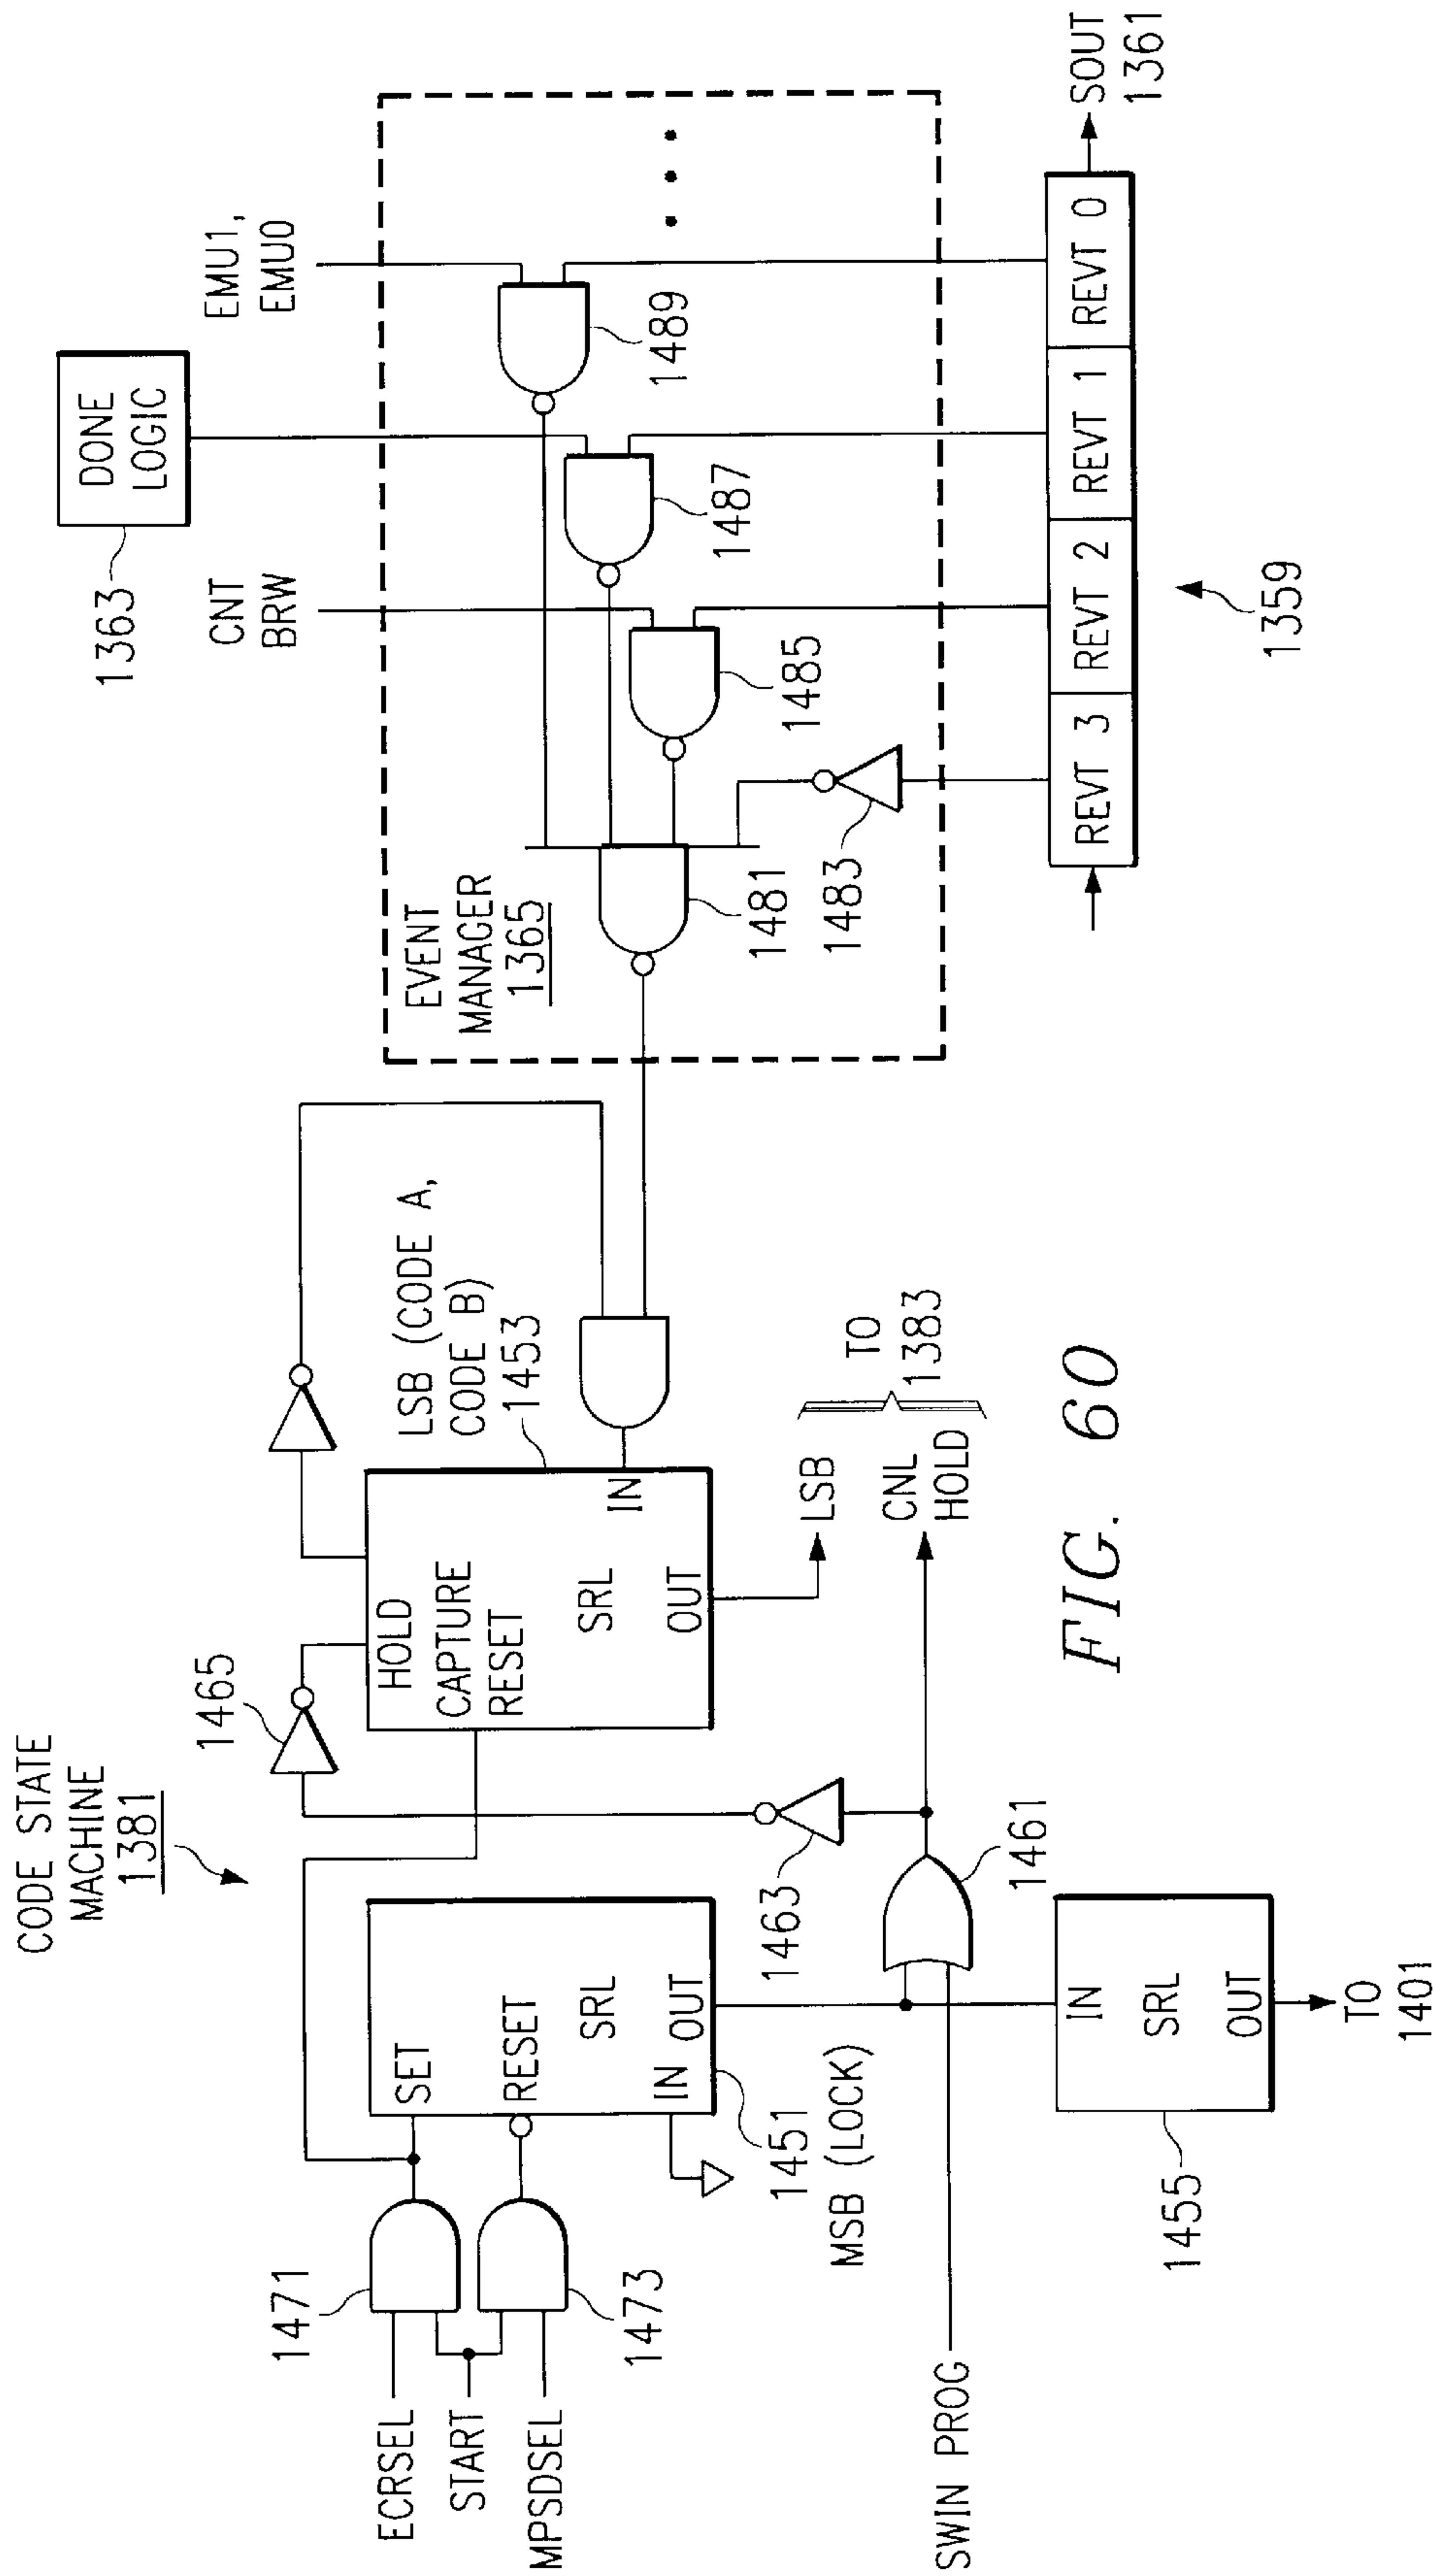 CODE STATE
MACHINE
1381
ECRSEL
START
MPSDSEL
1471
1473
SET
RESET
SRL
IN
OUT
1451
MSB (LOCK)
SWIN PROG
1455
IN
SRL
OUT
TO
1401
1461
1463
1465
HOLD
CAPTURE
RESET
SRL
IN
OUT
LSB (CODE A,
CODE B)
1453
LSB
CNL
HOLD
TO
1383
EVENT
MANAGER
1365
1481
1483
1485
1487
1489
1363
DONE
LOGIC
CNT
BRW
EMU1,
EMU0
REVT 3
REVT 2
REVT 1
REVT 0
SOUT
1361
1359
FIG. 60